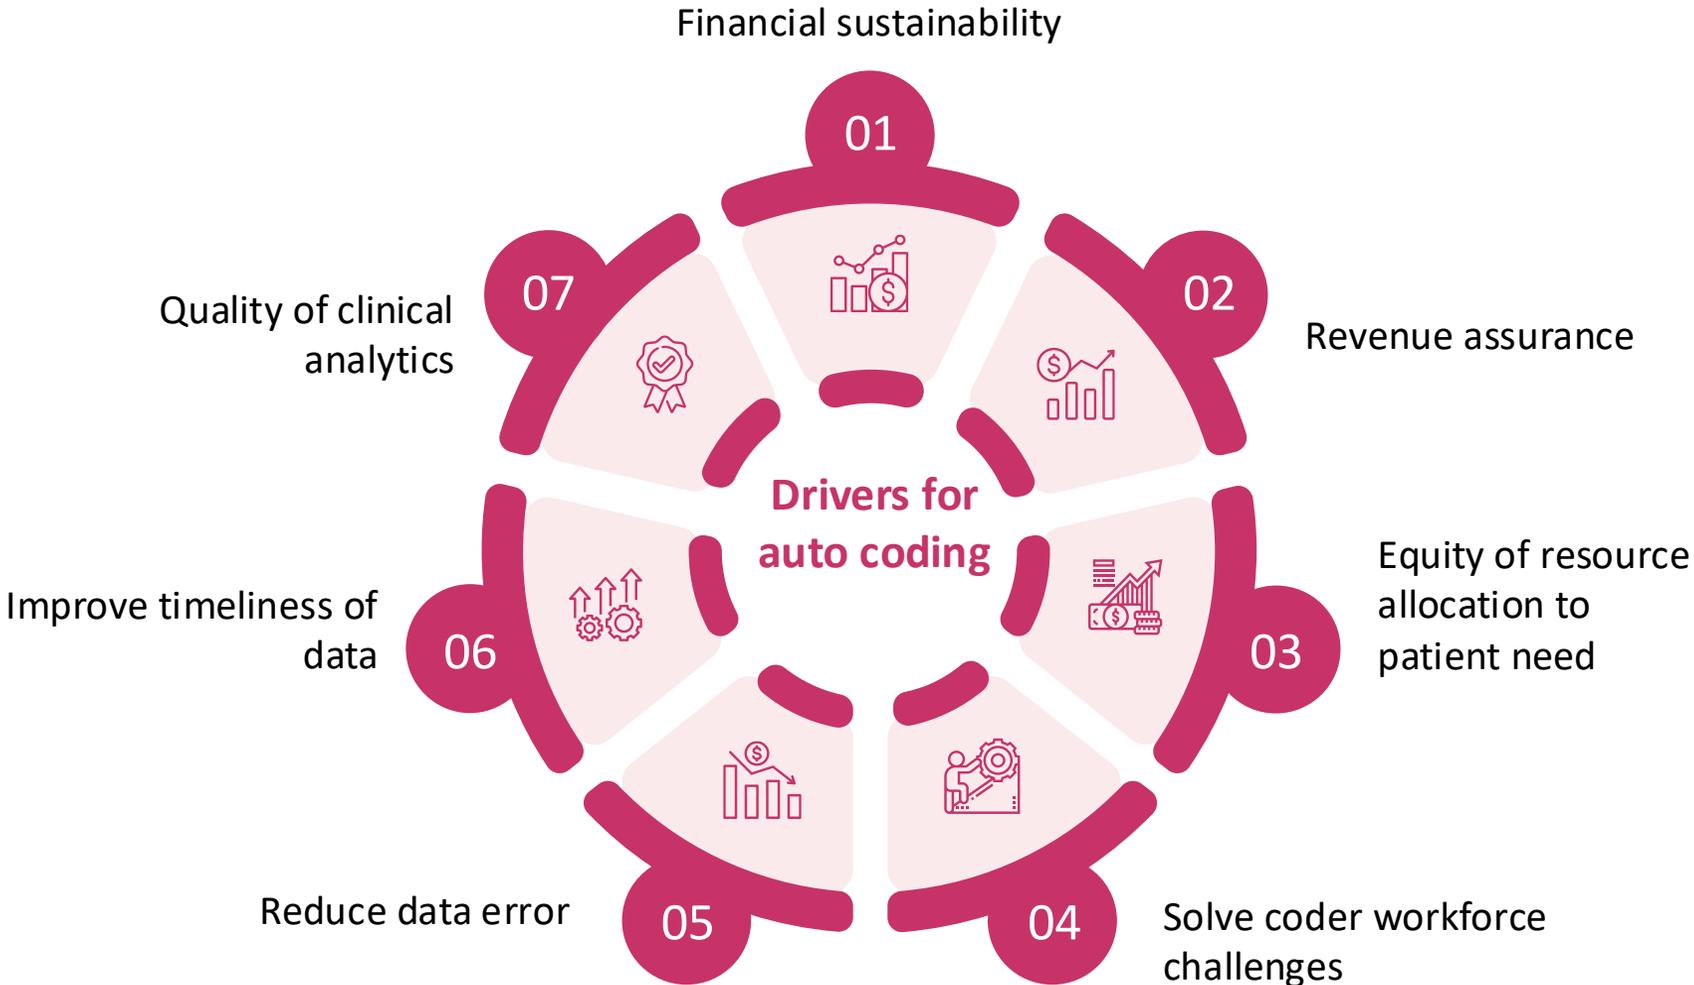 Financial sustainability
01
02
Revenue assurance
03
Equity of resource
allocation to
patient need
04
Solve coder workforce
challenges
05
Reduce data error
06
Improve timeliness of
data
07
Quality of clinical
analytics
Drivers for
auto coding
$
$
$
$